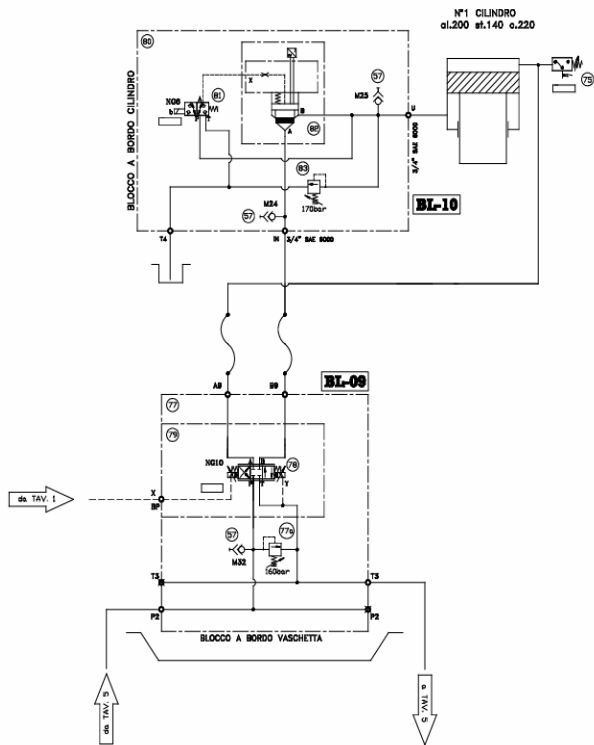 N°1 CILINDRO
al.200 st.140 c.220
80
57
M25
75
NG6
81
X
B
b
A
P T
82
A
BLOCCO A BORDO CILINDRO
83
3/4" SAE 6000
170bar
BL-10
57
M24
T4
IN
3/4" SAE 6000
BL-09
A9
B9
77
79
NG10
A B
78
P T
Y
da TAV. 1
X
BP
57
77a
M32
160bar
T3
T3
P2
P2
BLOCCO A BORDO VASCHETTA
da TAV. 5
a TAV. 5